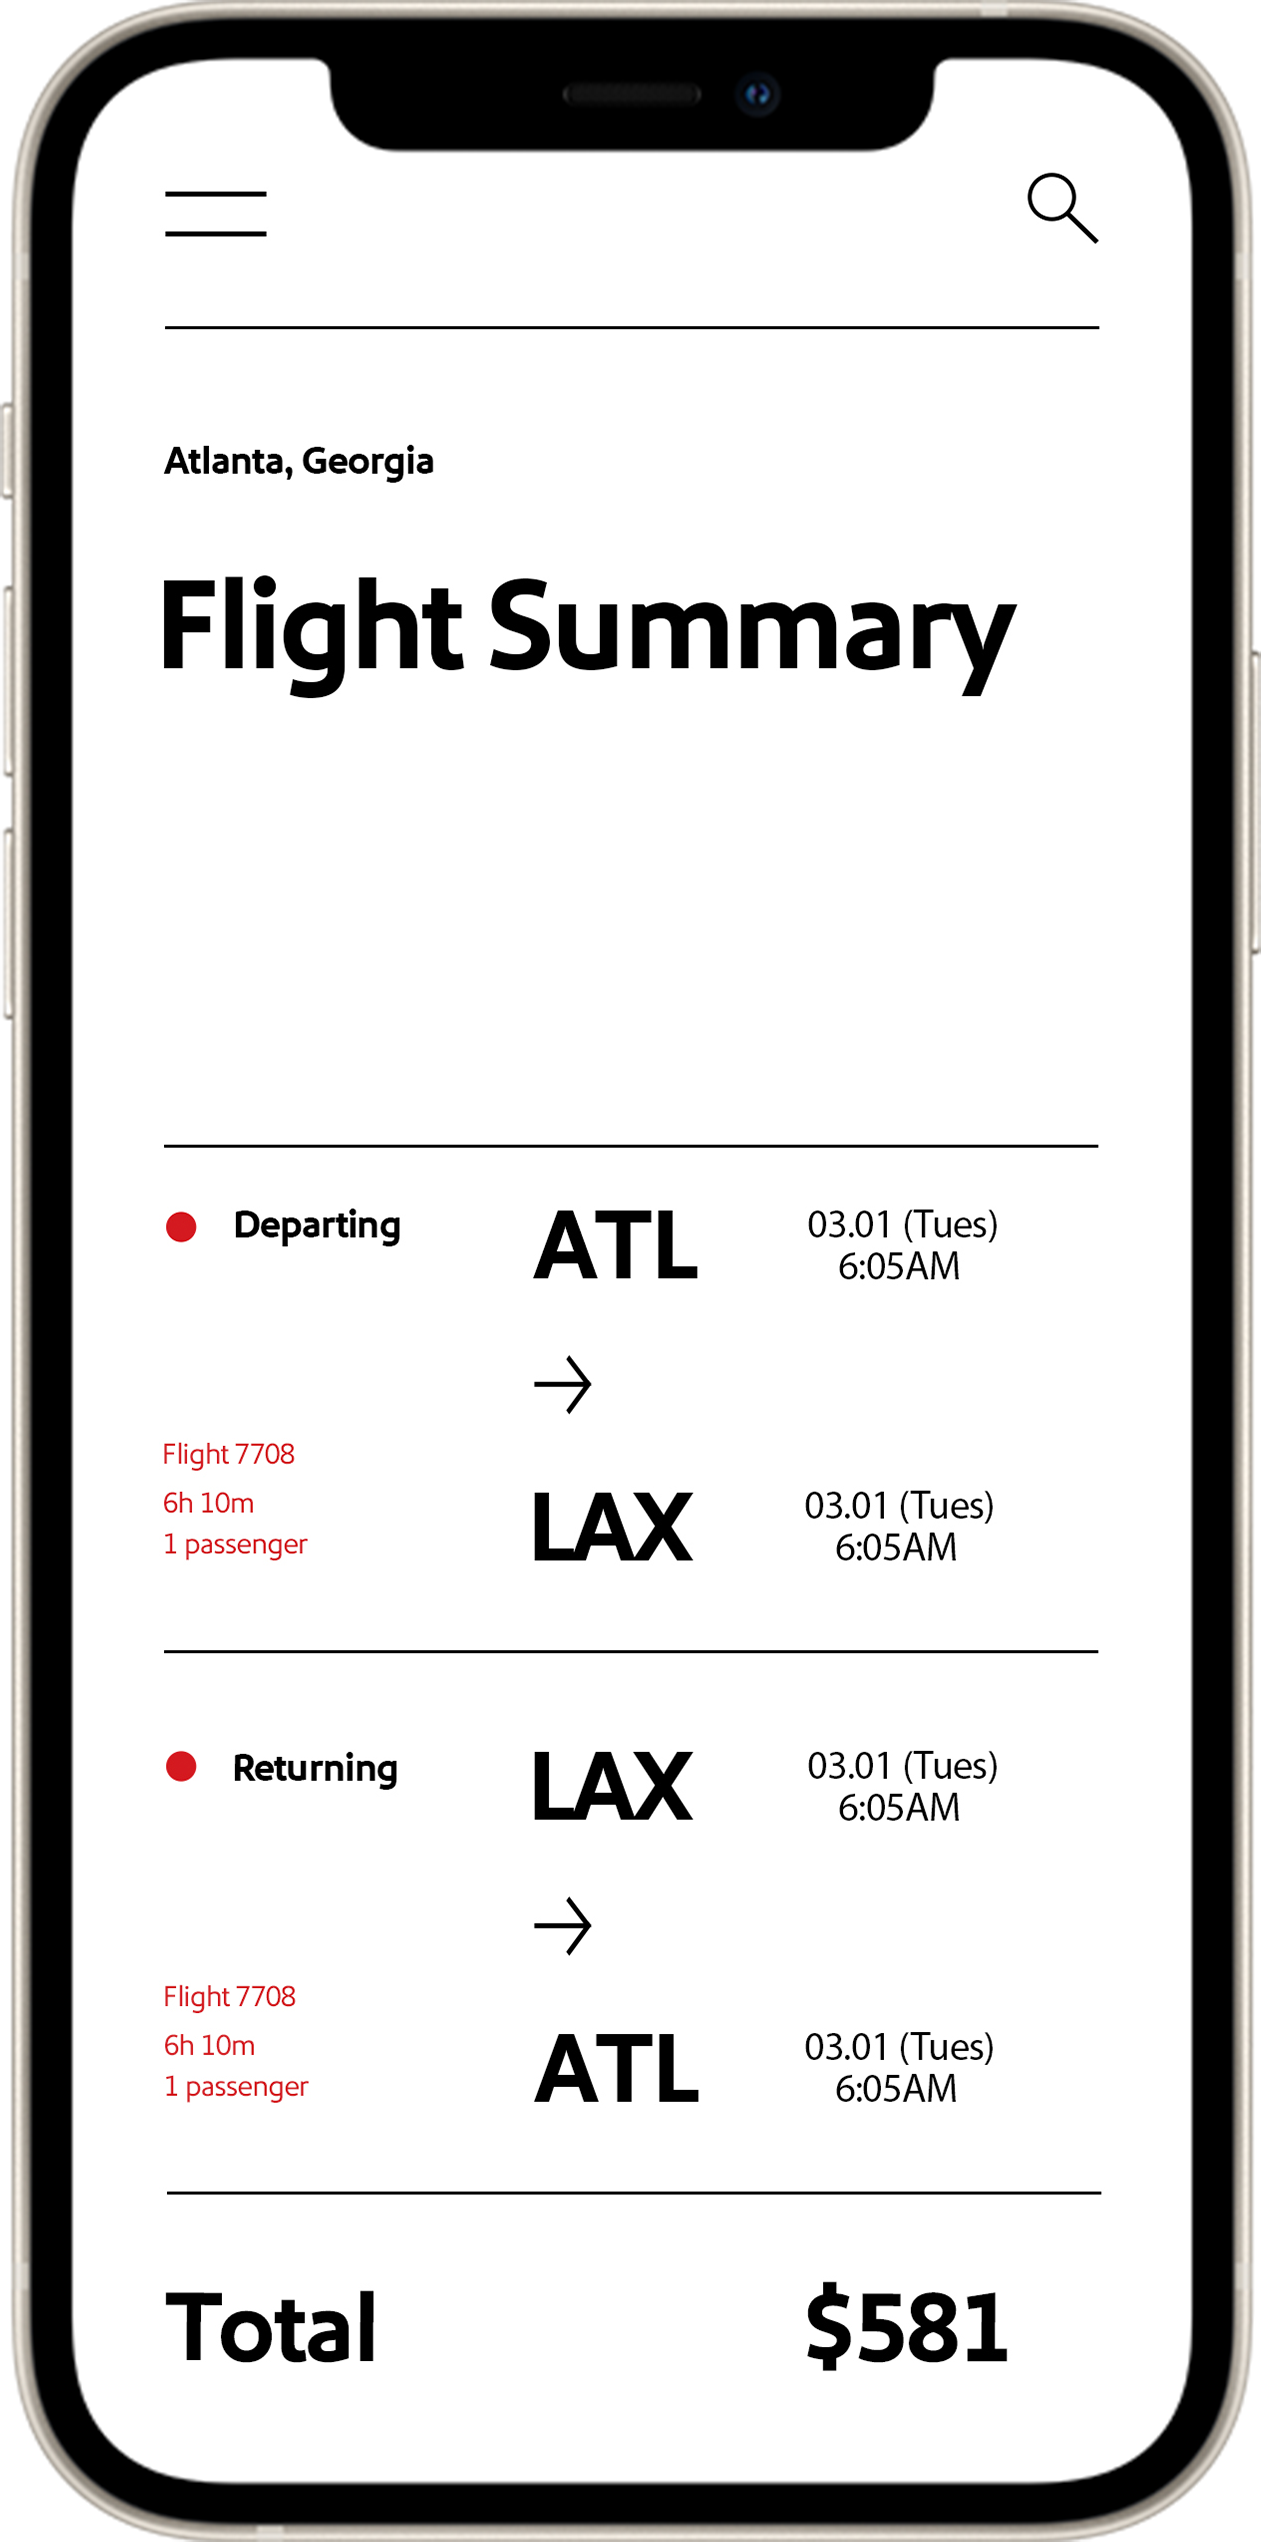 Atlanta, Georgia
Flight Summary
Departing
ATL
03.01 (Tues)
6:05AM
Flight 7708
6h 10m
1 passenger
LAX
03.01 (Tues)
6:05AM
Returning
LAX
03.01 (Tues)
6:05AM
Flight 7708
6h 10m
1 passenger
ATL
03.01 (Tues)
6:05AM
Total
$581